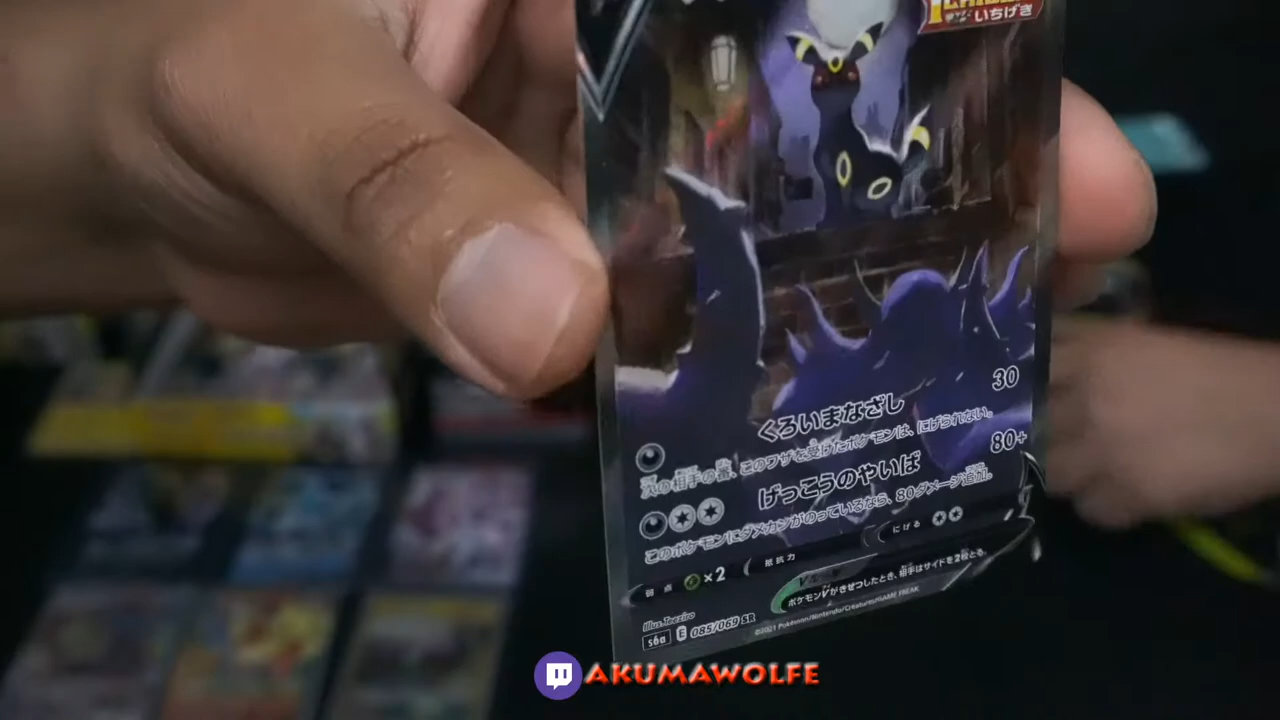 いちげき
くろいまなざし 30
次の相手の番、このワザを受けたポケモンは、にげられない。
げっこうのやいば 80+
このポケモンにダメカンがのっているなら、80ダメージ追加。
弱点 ×2 抵抗力 にげる
ポケモンVがきぜつしたとき、相手はサイドを2枚とる。
Illus.Teeziro
s6a E 085/069 SR
©2021 Pokémon/Nintendo/Creatures/GAME FREAK
AKUMAWOLFE